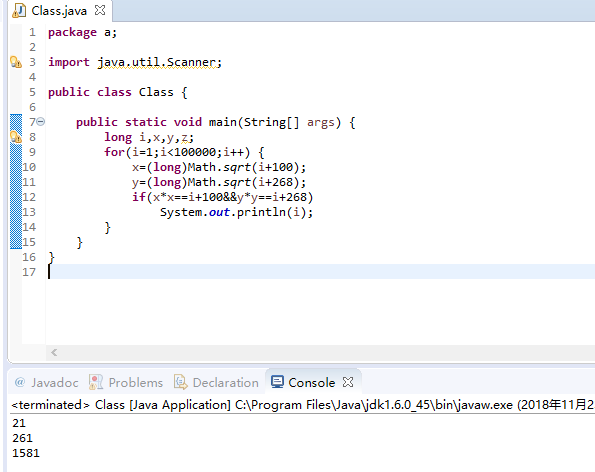 Class.java
1 package a;
2
3 import java.util.Scanner;
4
5 public class Class {
6
7 public static void main(String[] args) {
8 long i,x,y,z;
9 for(i=1;i<100000;i++) {
10 x=(long)Math.sqrt(i+100);
11 y=(long)Math.sqrt(i+268);
12 if(x*x==i+100&&y*y==i+268)
13 System.out.println(i);
14 }
15 }
16 }
17
@ Javadoc Problems Declaration Console
<terminated> Class [Java Application] C:\Program Files\Java\jdk1.6.0_45\bin\javaw.exe (2018年11月2
21
261
1581